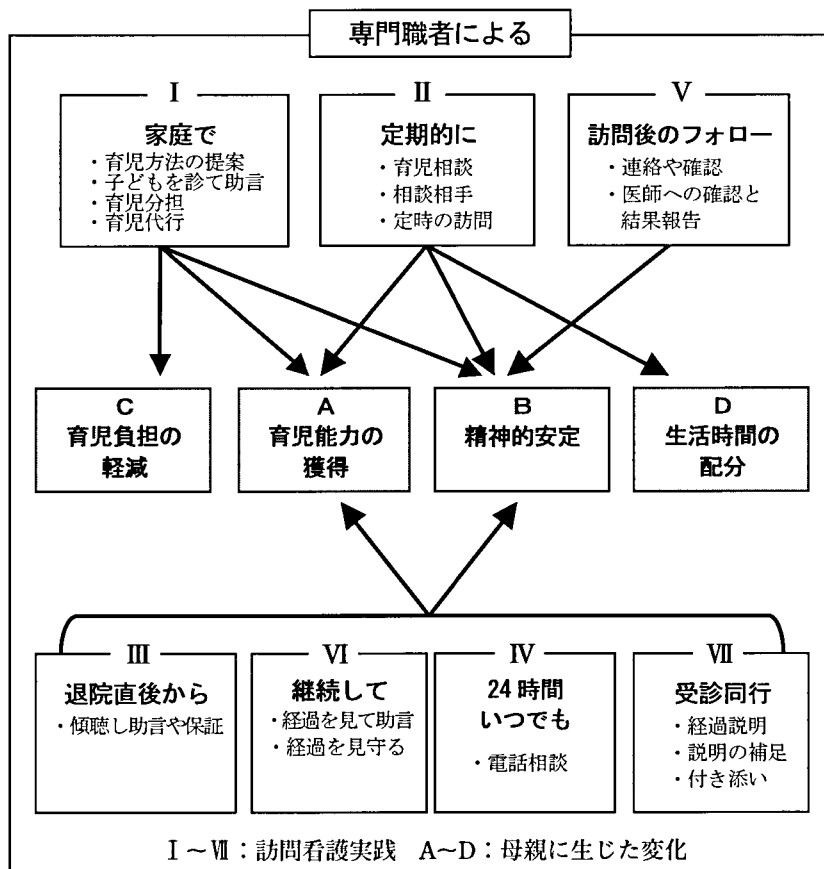 専門職者による
Ⅰ
家庭で
・育児方法の提案
・子どもを診て助言
・育児分担
・育児代行
Ⅱ
定期的に
・育児相談
・相談相手
・定時の訪問
Ⅴ
訪問後のフォロー
・連絡や確認
・医師への確認と
結果報告
C
育児負担の
軽減
A
育児能力の
獲得
B
精神的安定
D
生活時間の
配分
Ⅲ
退院直後から
・傾聴し助言や保証
Ⅵ
継続して
・経過を見て助言
・経過を見守る
Ⅳ
24時間
いつでも
・電話相談
Ⅶ
受診同行
・経過説明
・説明の補足
・付き添い
Ⅰ～Ⅶ：訪問看護実践　A～D：母親に生じた変化